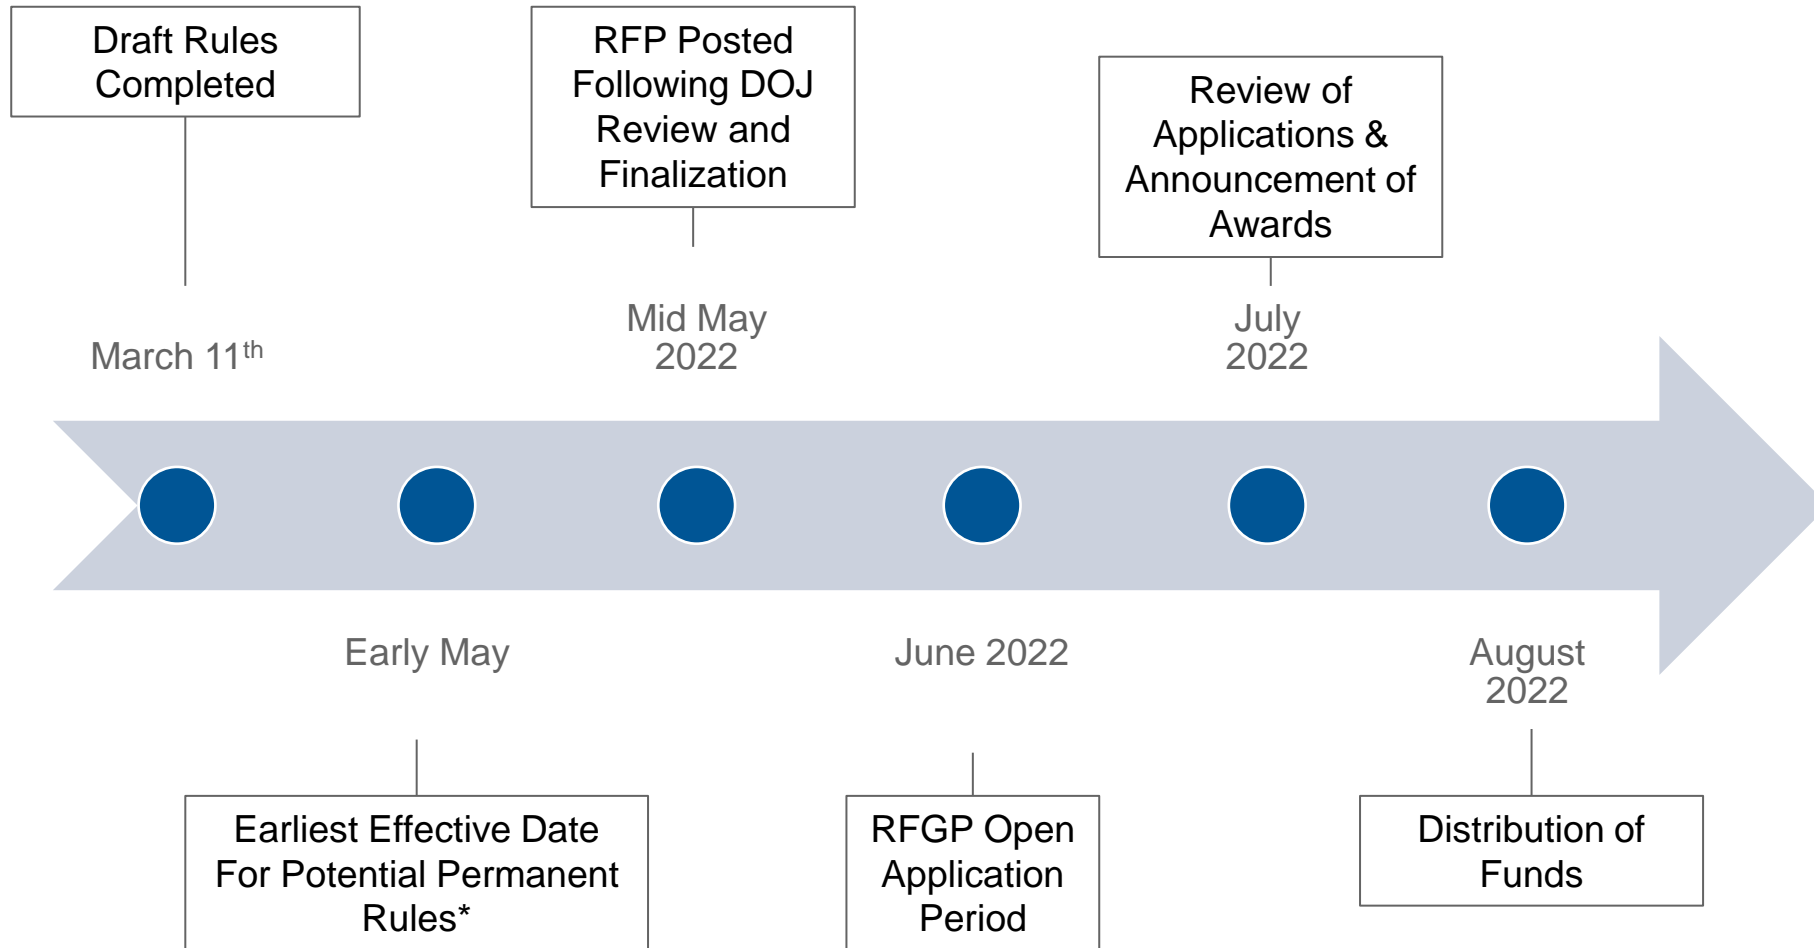 Draft Rules
Completed
RFP Posted
Following DOJ
Review and
Finalization
Review of
Applications &
Announcement of
Awards
March 11th
Mid May
2022
July
2022
Early May
June 2022
August
2022
Earliest Effective Date
For Potential Permanent
Rules*
RFGP Open
Application
Period
Distribution of
Funds